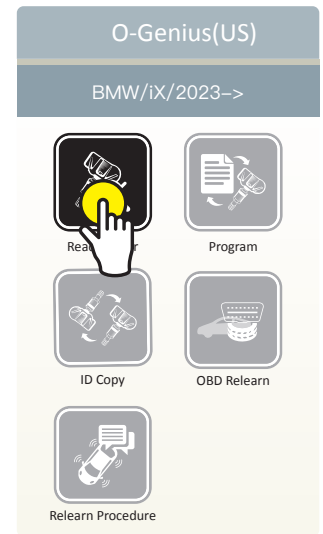 O-Genius(US)
BMW/iX/2023->
Program
ID Copy
OBD Relearn
Relearn Procedure